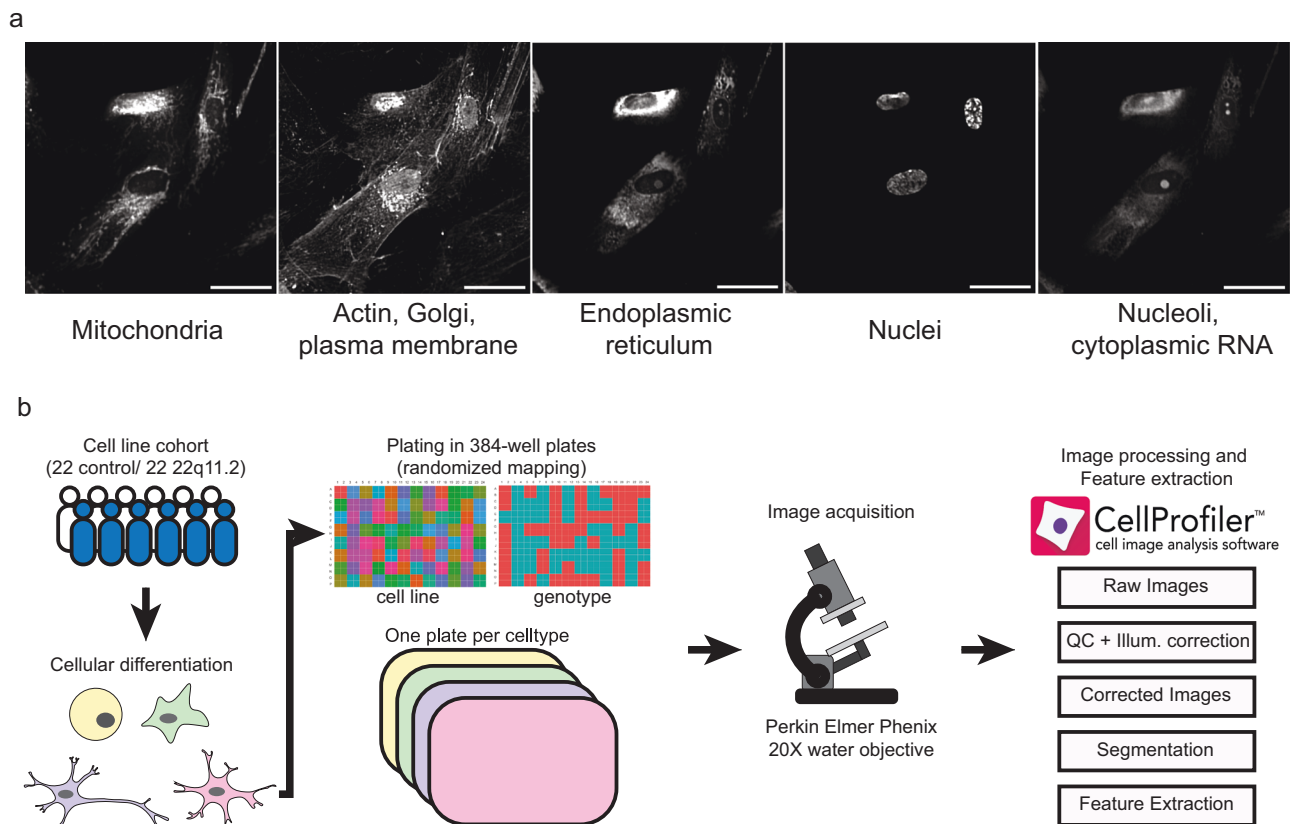 a
Mitochondria
Actin, Golgi,
plasma membrane
Endoplasmic
reticulum
Nuclei
Nucleoli,
cytoplasmic RNA
b
Cell line cohort
(22 control/ 22 22q11.2)
Cellular differentiation
Plating in 384-well plates
(randomized mapping)
cell line
genotype
One plate per celltype
Image acquisition
Perkin Elmer Phenix
20X water objective
Image processing and
Feature extraction
CellProfiler™
cell image analysis software
Raw Images
QC + Illum. correction
Corrected Images
Segmentation
Feature Extraction